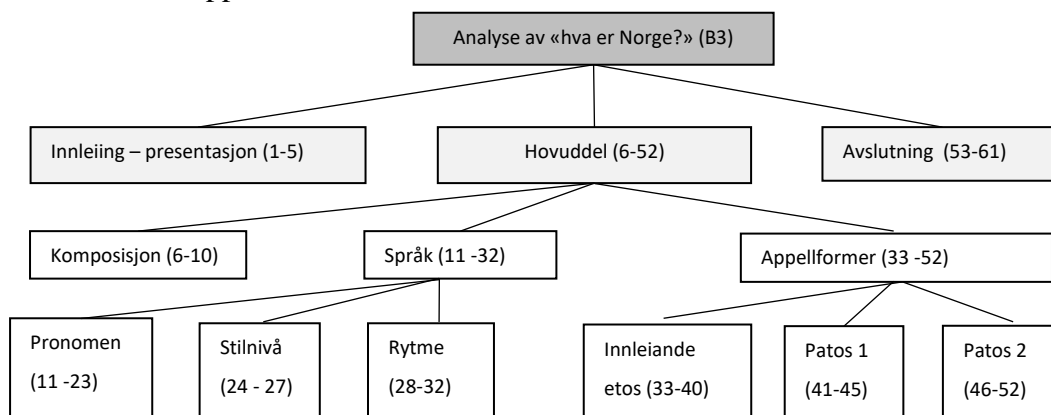 Analyse av «hva er Norge?» (B3)
Innleiing – presentasjon (1-5)
Hovuddel (6-52)
Avslutning (53-61)
Komposisjon (6-10)
Språk (11 -32)
Appellformer (33 -52)
Pronomen
(11 -23)
Stilnivå
(24 - 27)
Rytme
(28-32)
Innleiande
etos (33-40)
Patos 1
(41-45)
Patos 2
(46-52)